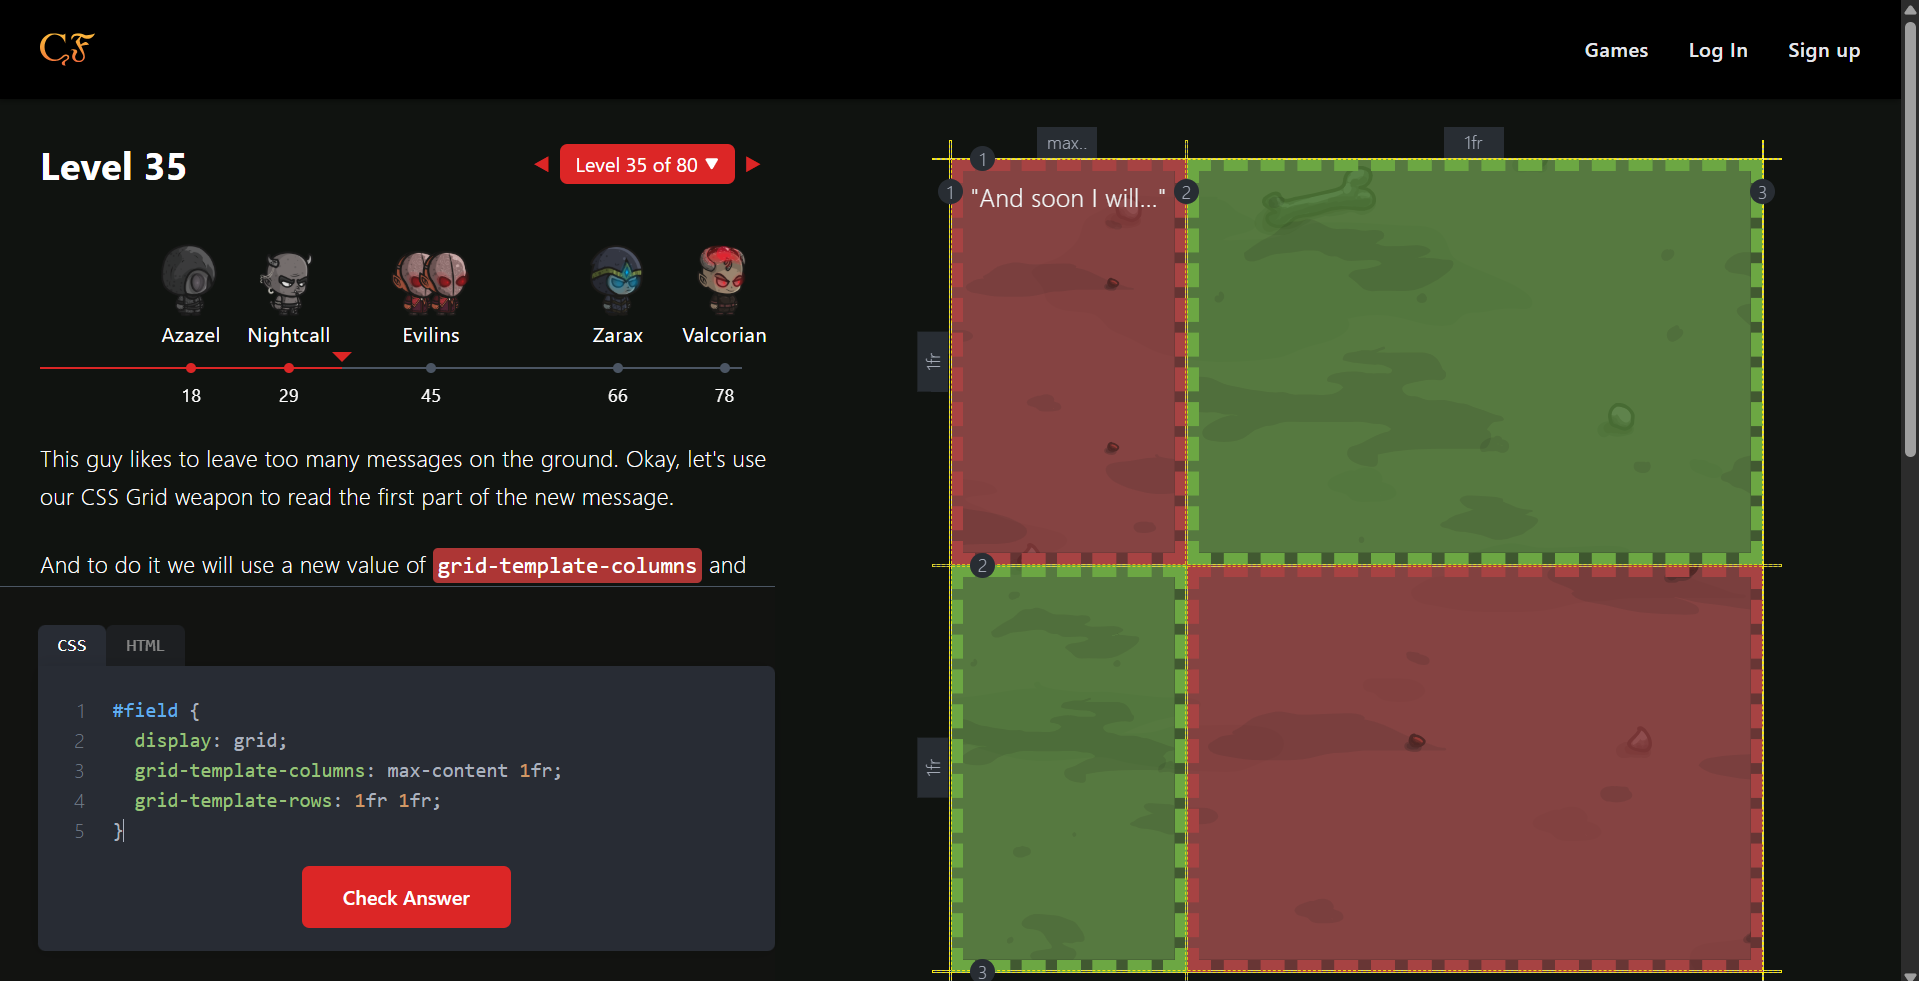 CF
Games Log In Sign up
Level 35
Level 35 of 80 ▼
Azazel Nightcall Evilins Zarax Valcorian
18 29 45 66 78
This guy likes to leave too many messages on the ground. Okay, let's use
our CSS Grid weapon to read the first part of the new message.
And to do it we will use a new value of grid-template-columns and
CSS HTML
1 #field {
2 display: grid;
3 grid-template-columns: max-content 1fr;
4 grid-template-rows: 1fr 1fr;
5 }
Check Answer
max.. 1fr
1
1 "And soon I will..." 2 3
1fr
2
1fr
3